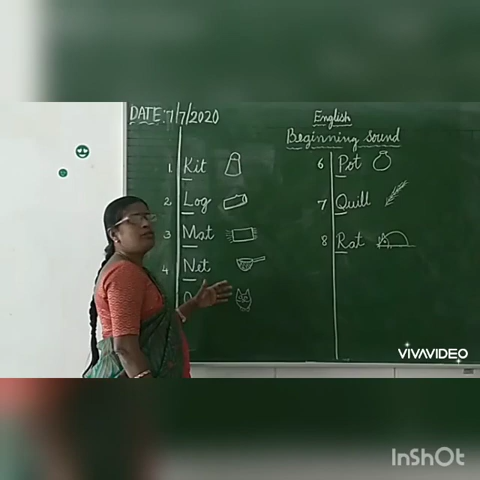 DATE: 7/7/2020
English
Beginning Sound
1 Kit
2 Log
3 Mat
4 Net
6 Pot
7 Quill
8 Rat
VIVAVIDEO
InShOt